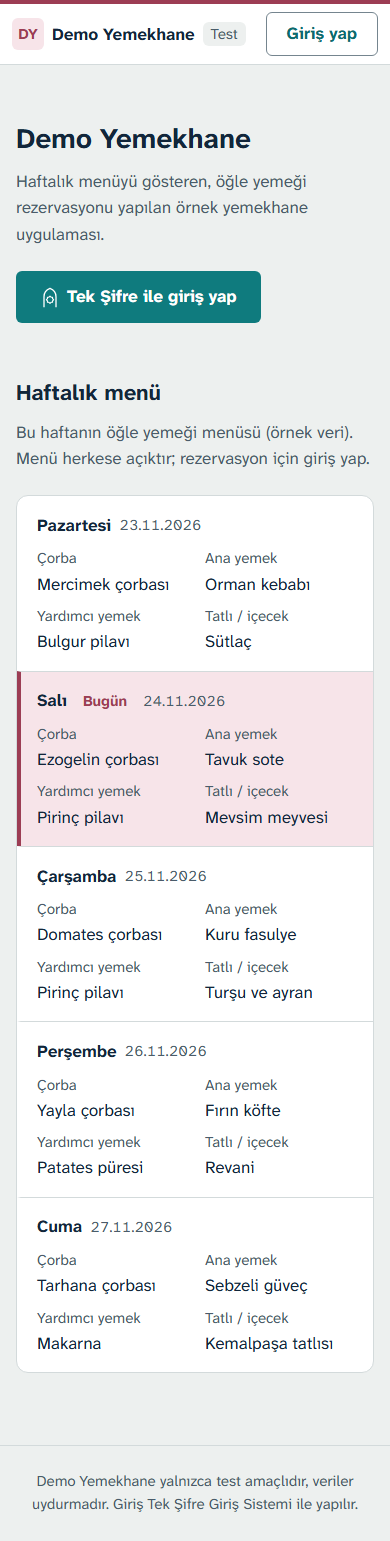 DY Demo Yemekhane Test Giriş yap
Demo Yemekhane
Haftalık menüyü gösteren, öğle yemeği
rezervasyonu yapılan örnek yemekhane
uygulaması.
Tek Şifre ile giriş yap
Haftalık menü
Bu haftanın öğle yemeği menüsü (örnek veri).
Menü herkese açıktır; rezervasyon için giriş yap.
Pazartesi 23.11.2026
Çorba Ana yemek
Mercimek çorbası Orman kebabı
Yardımcı yemek Tatlı / içecek
Bulgur pilavı Sütlaç
Salı Bugün 24.11.2026
Çorba Ana yemek
Ezogelin çorbası Tavuk sote
Yardımcı yemek Tatlı / içecek
Pirinç pilavı Mevsim meyvesi
Çarşamba 25.11.2026
Çorba Ana yemek
Domates çorbası Kuru fasulye
Yardımcı yemek Tatlı / içecek
Pirinç pilavı Turşu ve ayran
Perşembe 26.11.2026
Çorba Ana yemek
Yayla çorbası Fırın köfte
Yardımcı yemek Tatlı / içecek
Patates püresi Revani
Cuma 27.11.2026
Çorba Ana yemek
Tarhana çorbası Sebzeli güveç
Yardımcı yemek Tatlı / içecek
Makarna Kemalpaşa tatlısı
Demo Yemekhane yalnızca test amaçlıdır, veriler
uydurmadır. Giriş Tek Şifre Giriş Sistemi ile yapılır.